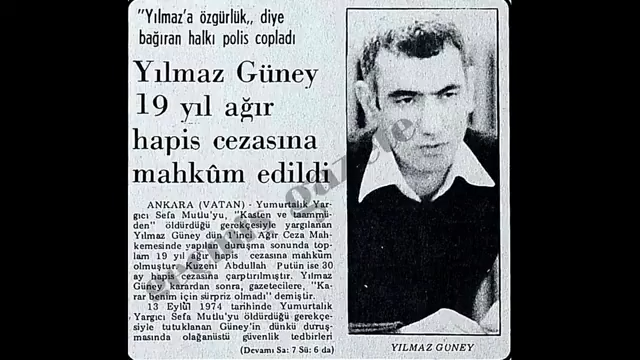 "Yılmaz'a özgürlük,, diye
bağıran halkı polis copladı
Yılmaz Güney
19 yıl ağır
hapis cezasına
mahkûm edildi
ANKARA (VATAN) - Yumurtalık Yar-
gıcı Sefa Mutlu'yu, "Kasten ve taammü-
den" öldürdüğü gerekçesiyle yargılanan
Yılmaz Güney dün 1'inci Ağır Ceza Mah-
kemesinde yapılan duruşma sonunda top-
lam 19 yıl ağır hapis cezasına mahkûm
olmuştur. Kuzeni Abdullah Putün ise 30
ay hapis cezasına çarptırılmıştır. Yılmaz
Güney karardan sonra, gazetecilere, "Ka-
rar benim için sürpriz olmadı" demiştir.
13 Eylül 1974 tarihinde Yumurtalık
Yargıcı Sefa Mutlu'yu öldürdüğü gerekçe-
siyle tutuklanan Güney'in dünkü duruş-
masında olağanüstü güvenlik tedbirleri
(Devamı Sa: 7 Sü: 6 da)
YILMAZ GÜNEY